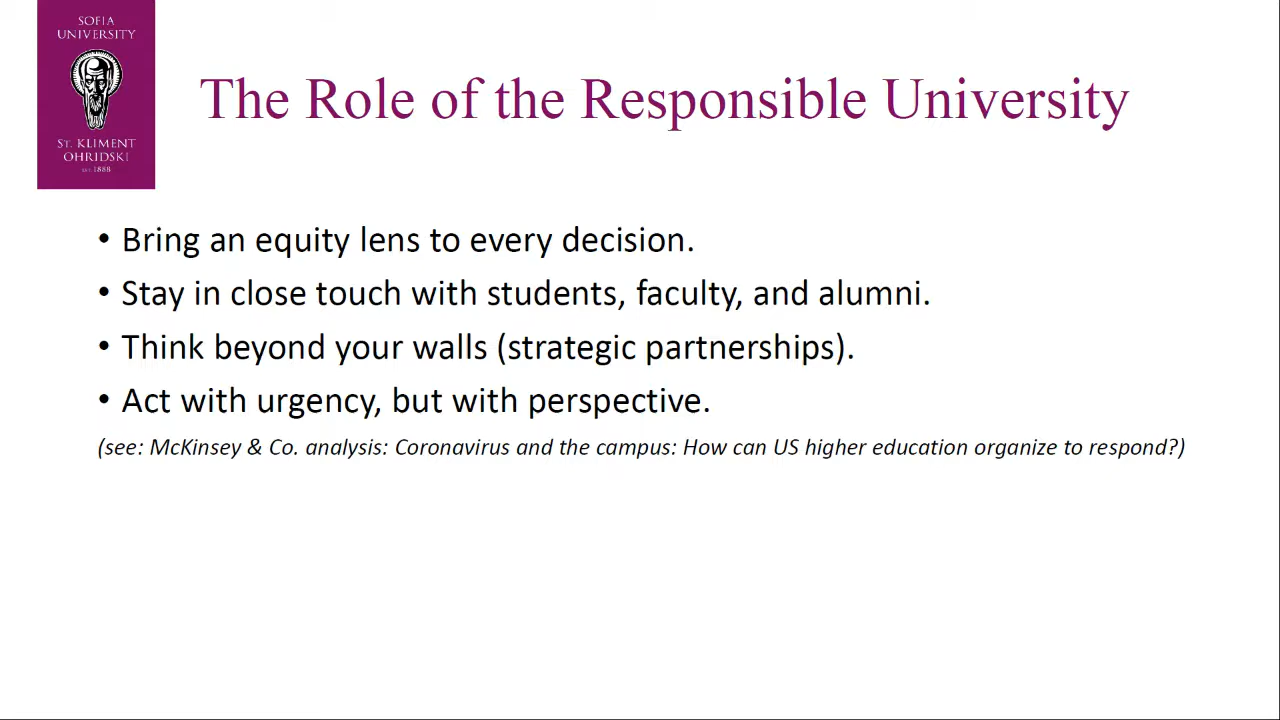 SOFIA
UNIVERSITY
ST. KLIMENT
OHRIDSKI
EST. 1888
The Role of the Responsible University
• Bring an equity lens to every decision.
• Stay in close touch with students, faculty, and alumni.
• Think beyond your walls (strategic partnerships).
• Act with urgency, but with perspective.
(see: McKinsey & Co. analysis: Coronavirus and the campus: How can US higher education organize to respond?)